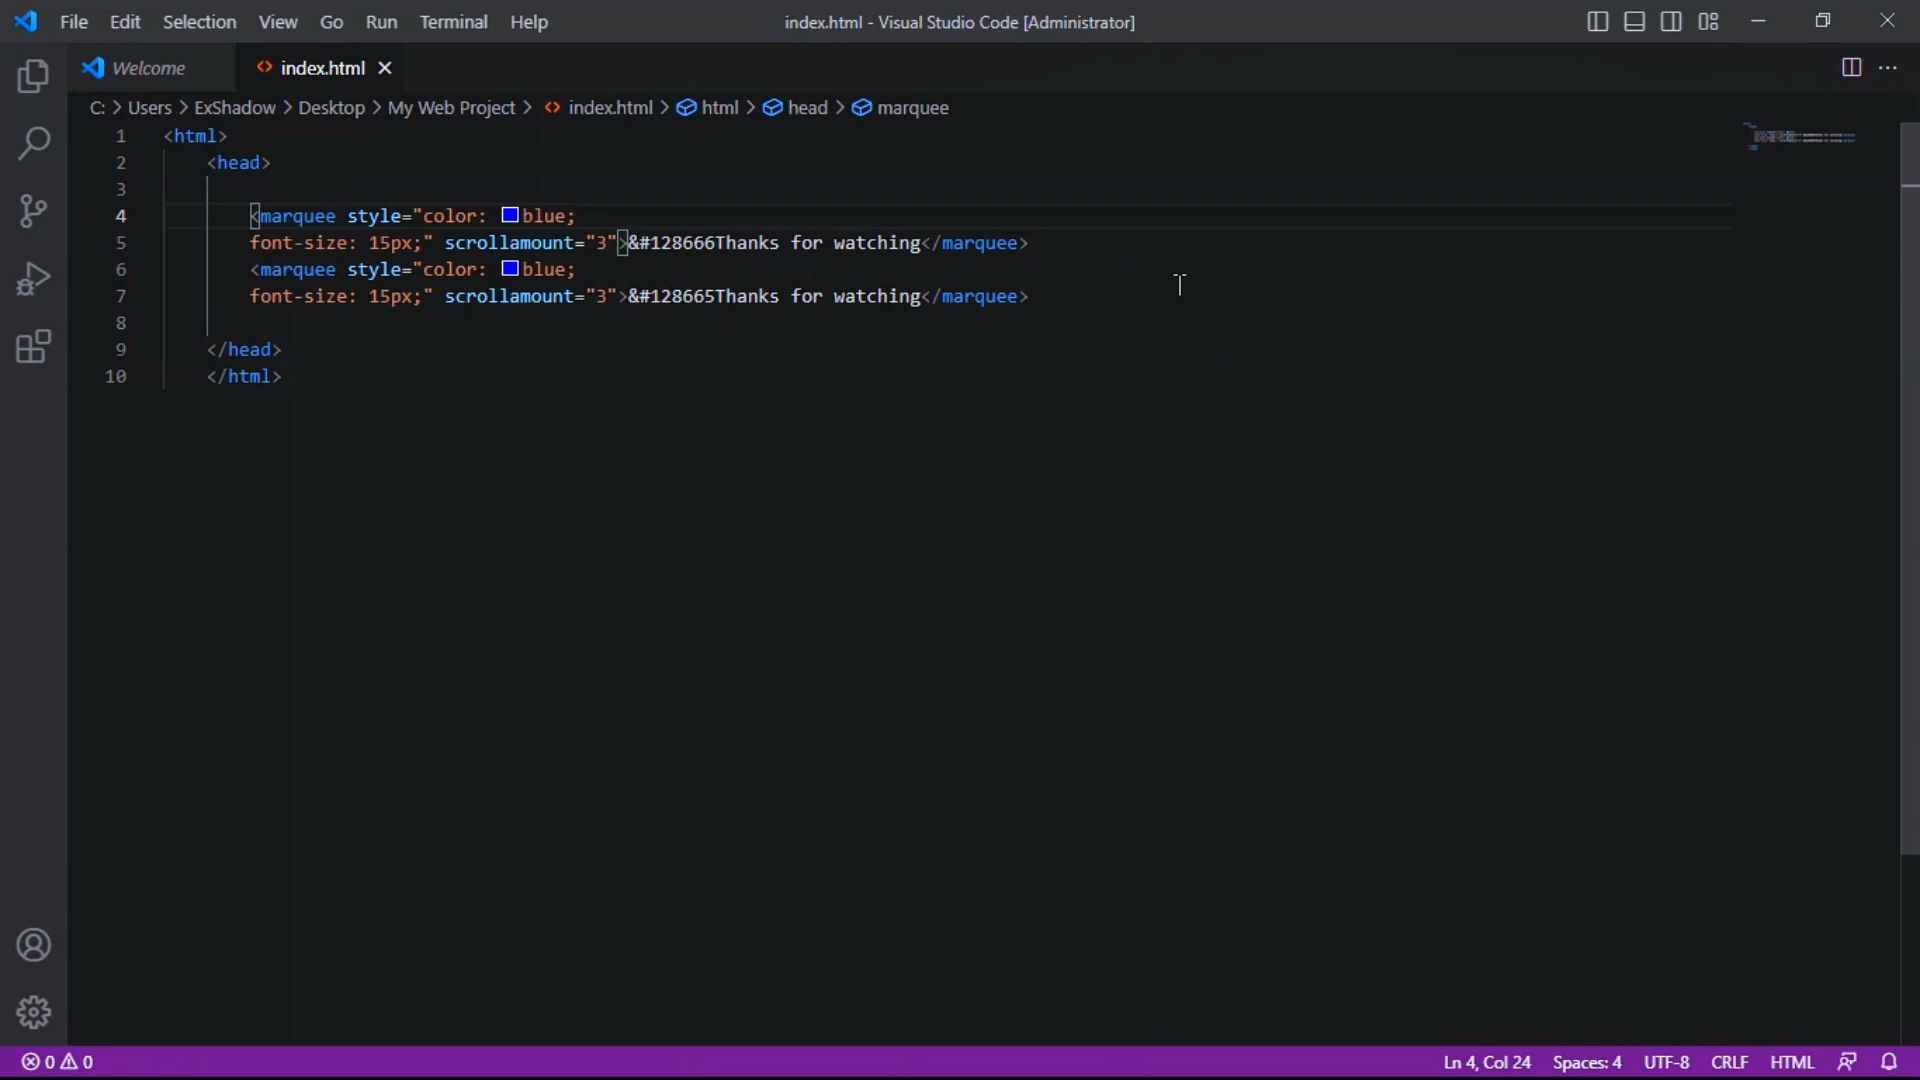 File Edit Selection View Go Run Terminal Help index.html - Visual Studio Code [Administrator]
Welcome index.html
C: > Users > ExShadow > Desktop > My Web Project > index.html > html > head > marquee
1 <html>
2 <head>
3
4 <marquee style="color: blue;
5 font-size: 15px;" scrollamount="3">&#128666Thanks for watching</marquee>
6 <marquee style="color: blue;
7 font-size: 15px;" scrollamount="3">&#128665Thanks for watching</marquee>
8
9 </head>
10 </html>
0 0 Ln 4, Col 24 Spaces: 4 UTF-8 CRLF HTML